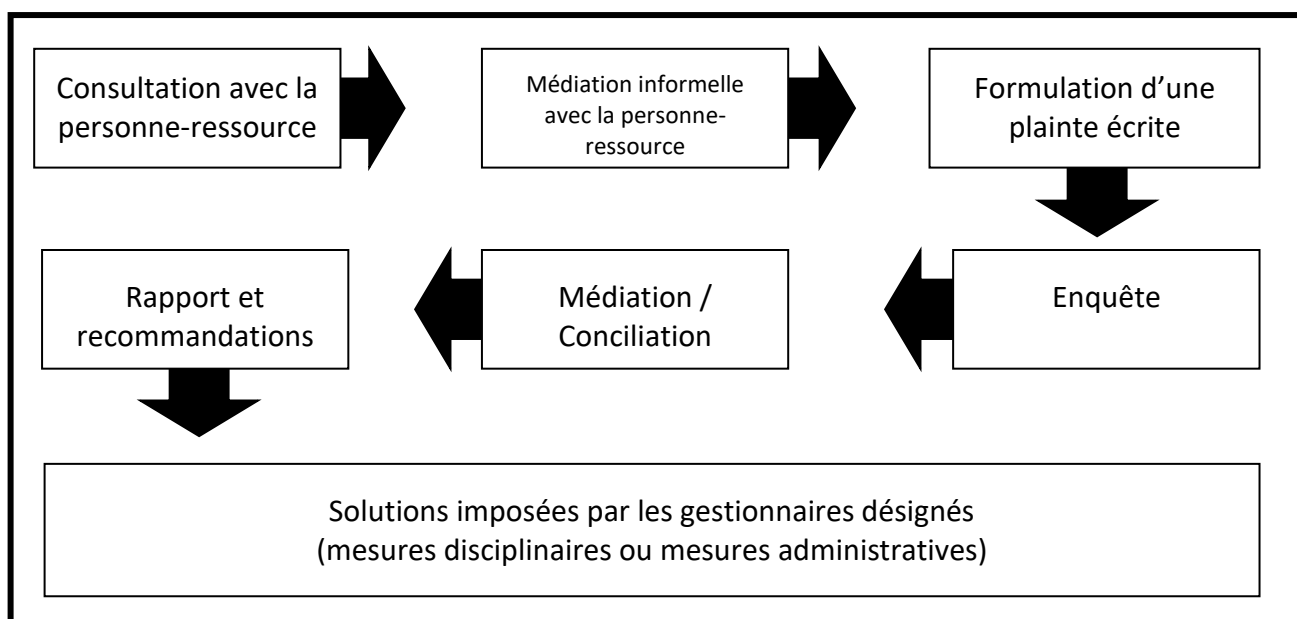 Consultation avec la
personne-ressource
Médiation informelle
avec la personne-
ressource
Formulation d’une
plainte écrite
Enquête
Médiation /
Conciliation
Rapport et
recommandations
Solutions imposées par les gestionnaires désignés
(mesures disciplinaires ou mesures administratives)